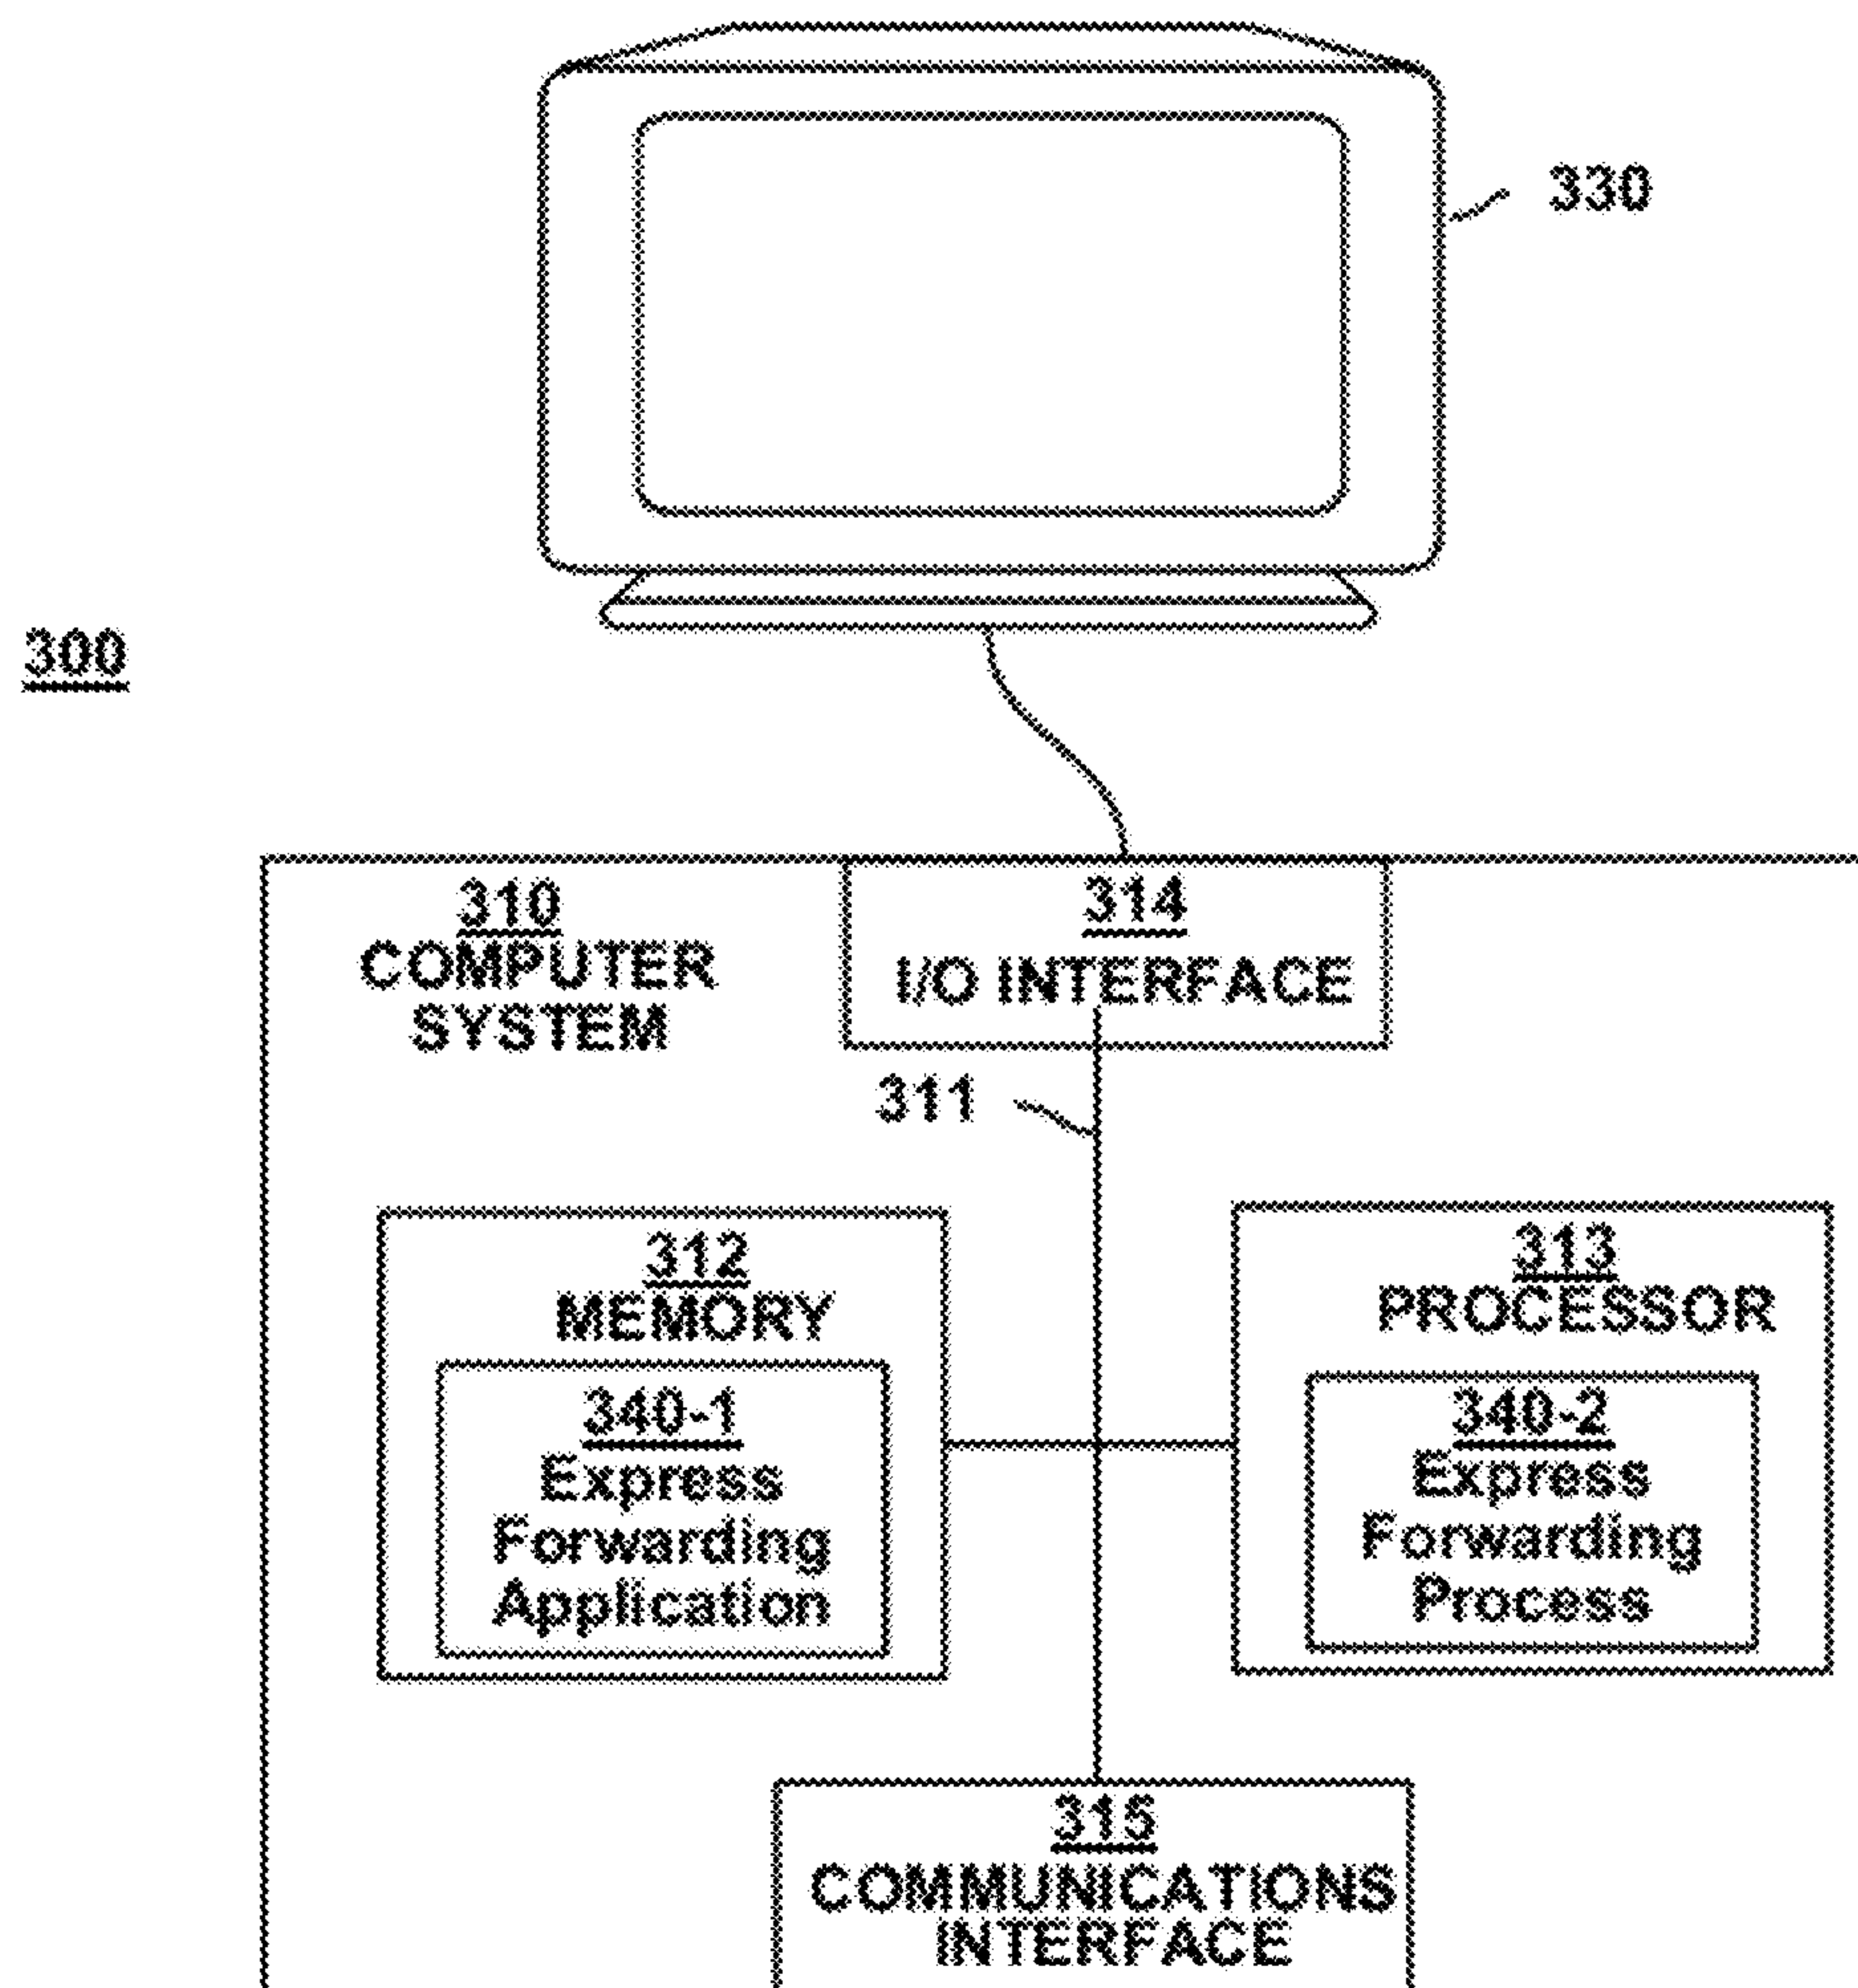 330
300
310
COMPUTER
SYSTEM
314
I/O INTERFACE
311
312
MEMORY
340-1
Express
Forwarding
Application
313
PROCESSOR
340-2
Express
Forwarding
Process
315
COMMUNICATIONS
INTERFACE